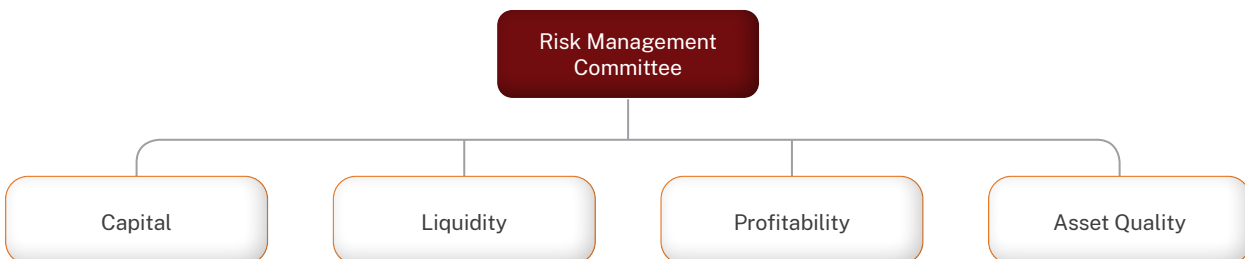 Risk Management
Committee
Capital
Liquidity
Profitability
Asset Quality